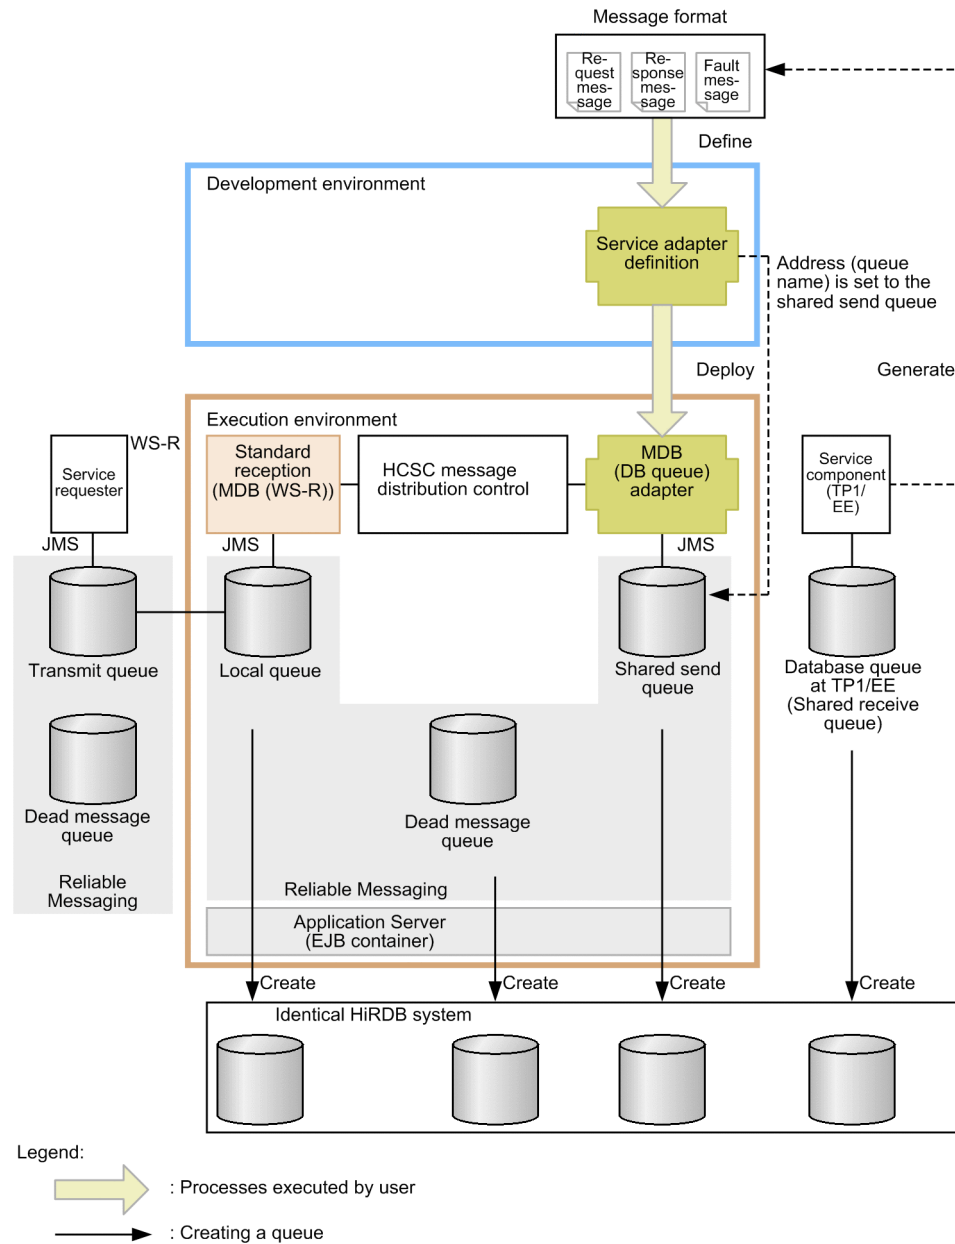 Message format
Re-
quest
mes-
sage
Re-
sponse
mes-
sage
Fault
mes-
sage
Define
Development environment
Service adapter
definition
Address (queue
name) is set to the
shared send queue
Deploy
Generate
Execution environment
WS-R
Service
requester
Standard
reception
(MDB (WS-R))
HCSC message
distribution control
MDB
(DB queue)
adapter
Service
component
(TP1/
EE)
JMS
JMS
JMS
Transmit queue
Local queue
Shared send
queue
Database queue
at TP1/EE
(Shared receive
queue)
Dead message
queue
Dead message
queue
Reliable
Messaging
Reliable Messaging
Application Server
(EJB container)
Create
Create
Create
Create
Identical HiRDB system
Legend:
: Processes executed by user
: Creating a queue